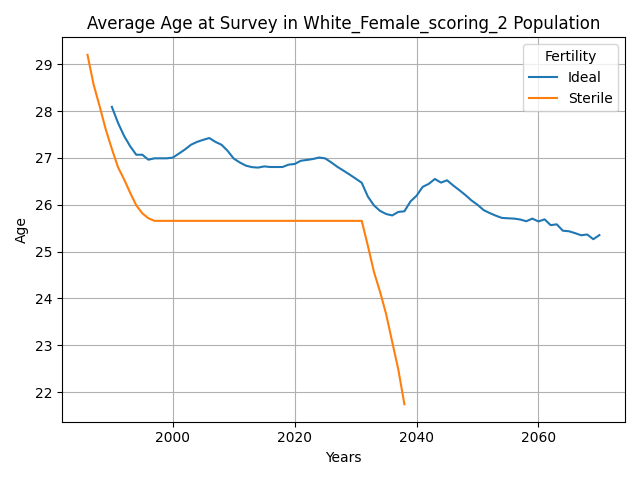 Average Age at Survey in White_Female_scoring_2 Population
Fertility
Ideal
Sterile
29
28
27
26
25
24
23
22
Age
2000
2020
2040
2060
Years